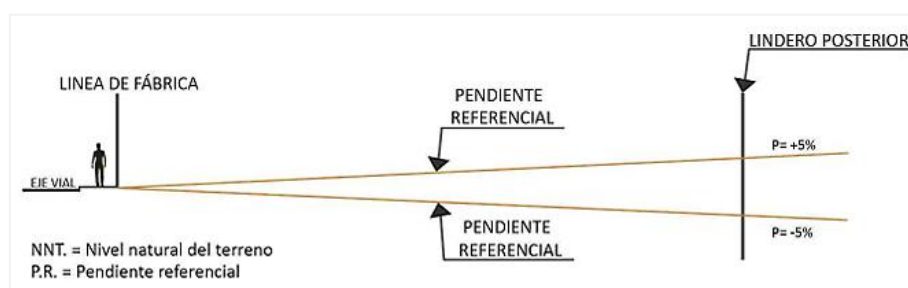 LINDERO POSTERIOR
LINEA DE FÁBRICA
PENDIENTE
REFERENCIAL
P= +5%
EJE VIAL
PENDIENTE
REFERENCIAL
P= -5%
NNT. = Nivel natural del terreno
P.R. = Pendiente referencial